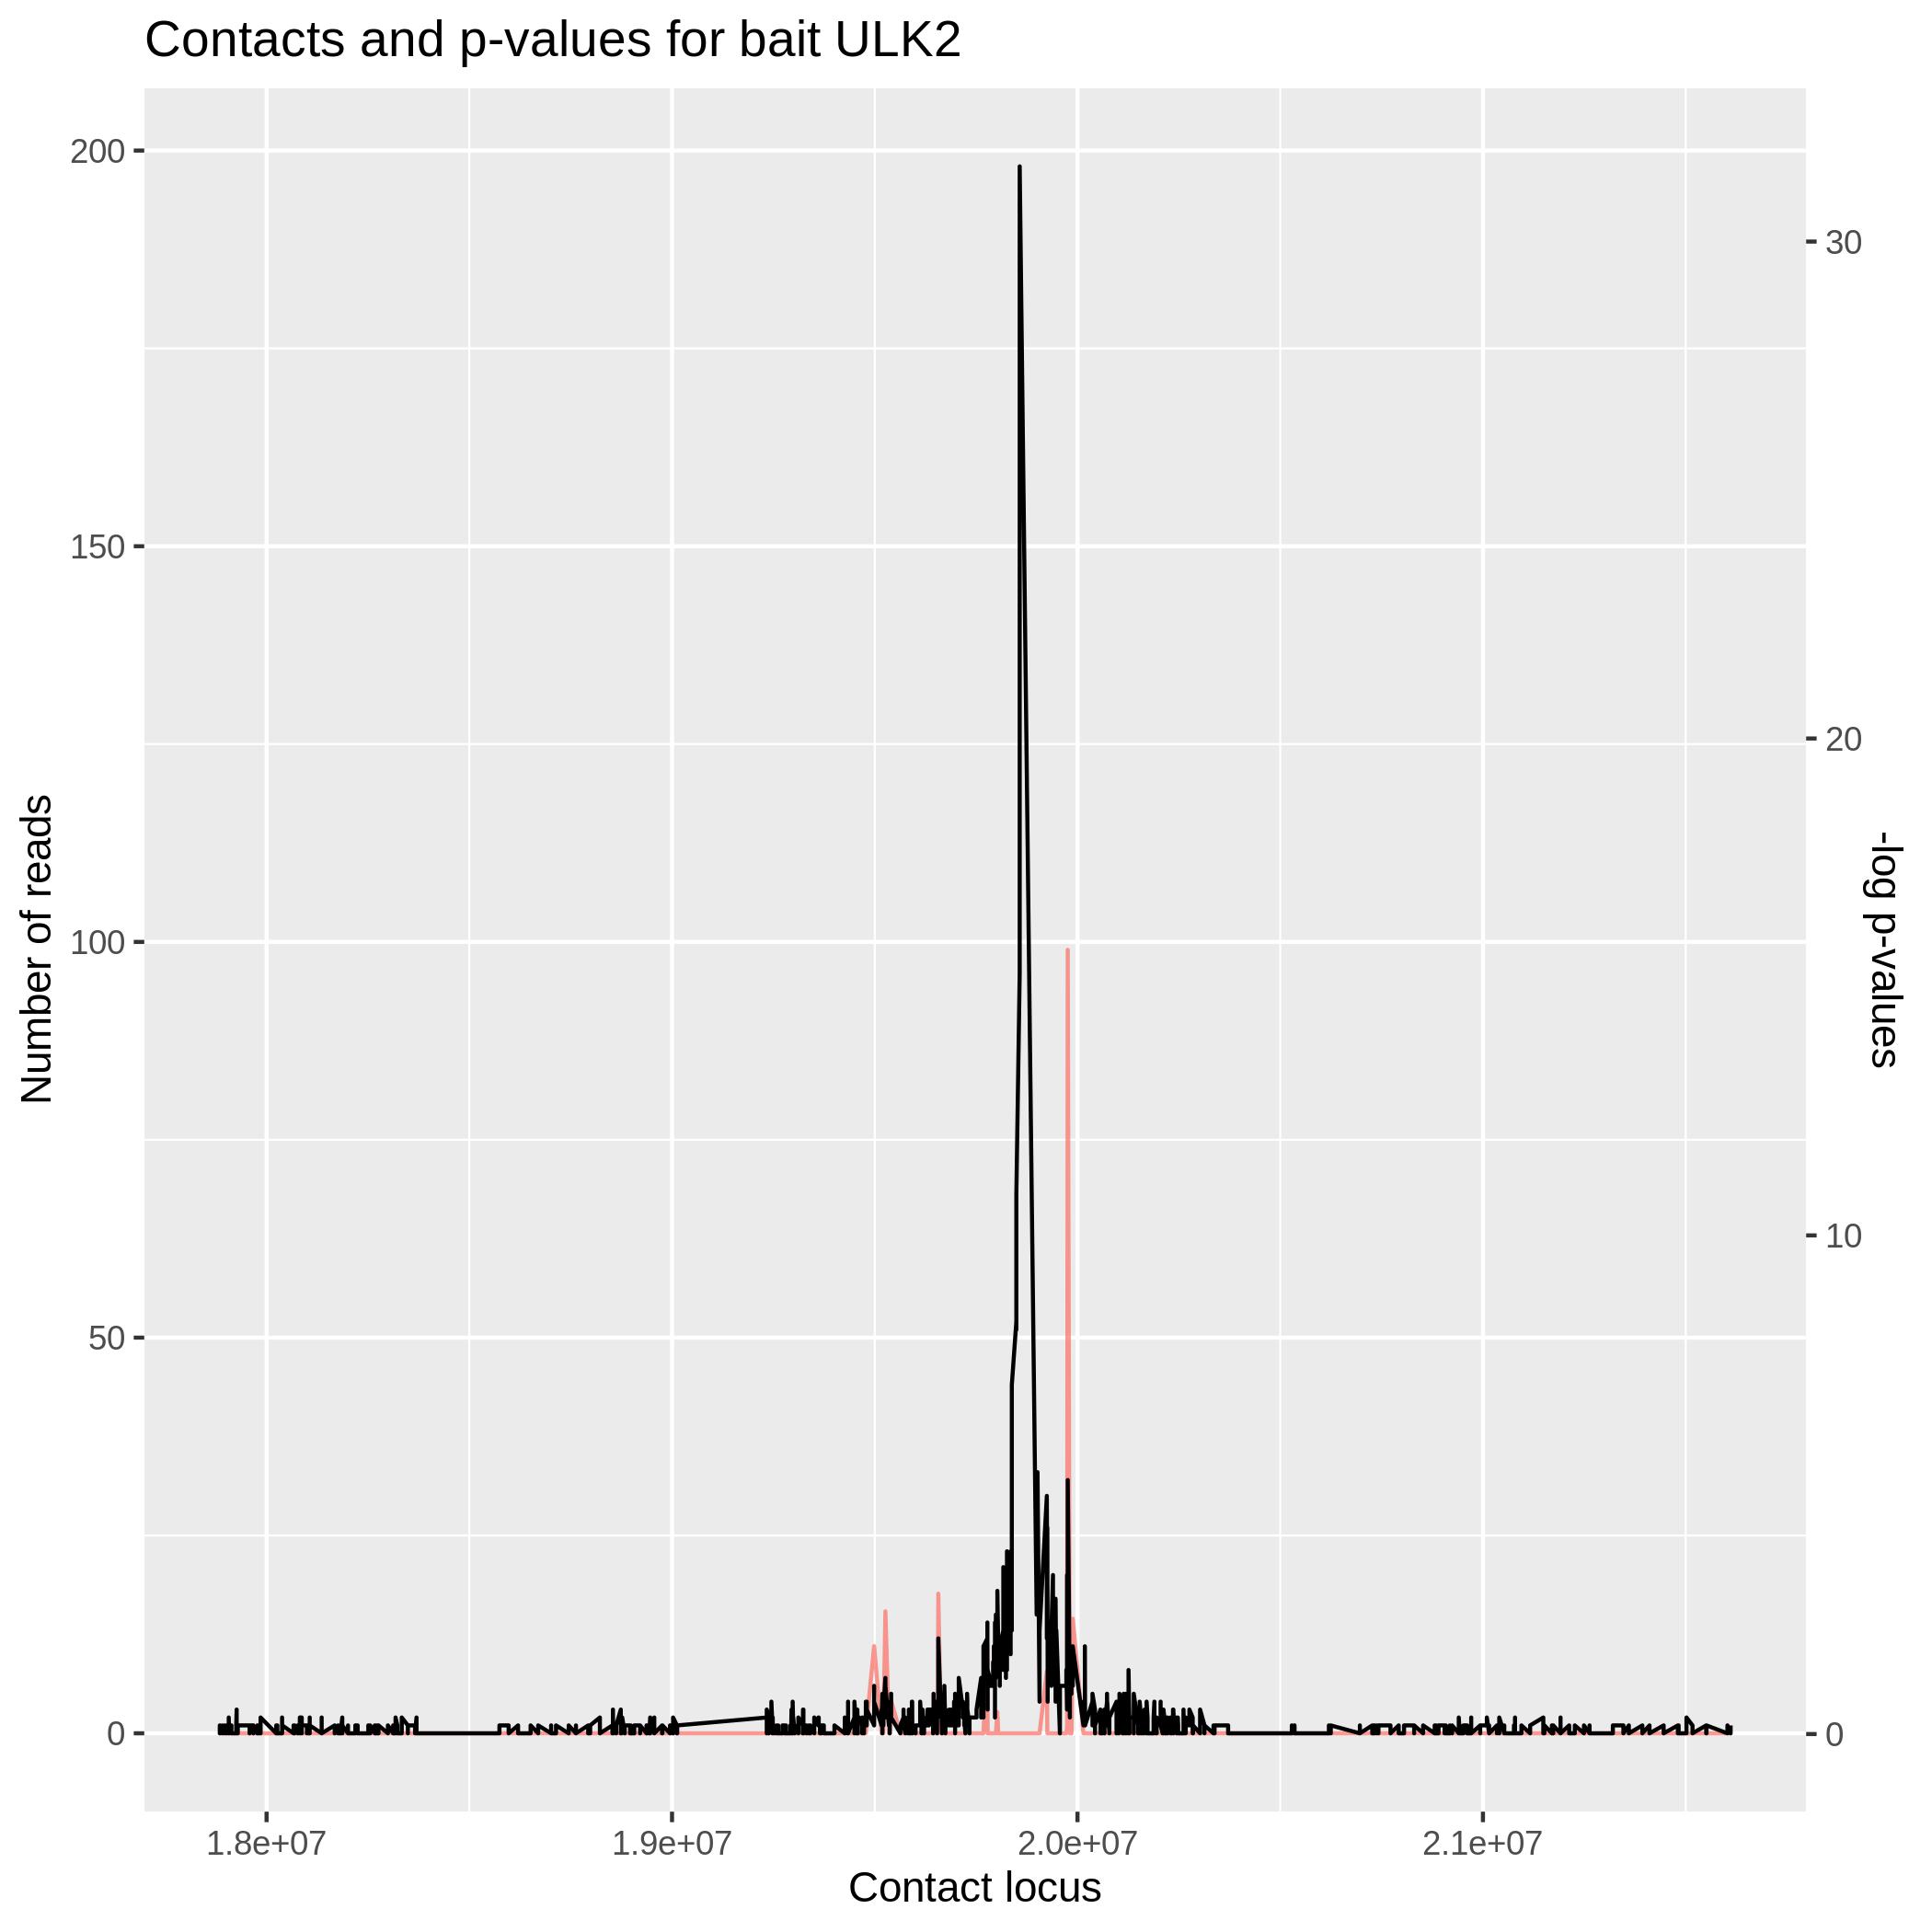 Contacts and p-values for bait ULK2
200
150
100
50
0
30
20
10
0
Number of reads
-log p-values
1.8e+07
1.9e+07
2.0e+07
2.1e+07
Contact locus